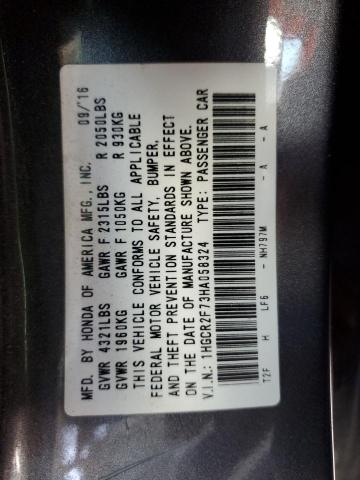 MFD. BY HONDA OF AMERICA MFG., INC. 09/16
GVWR 4321LBS GAWR F 2315LBS R 2050LBS
GVWR 1960KG GAWR F 1050KG R 930KG
THIS VEHICLE CONFORMS TO ALL APPLICABLE
FEDERAL MOTOR VEHICLE SAFETY, BUMPER,
AND THEFT PREVENTION STANDARDS IN EFFECT
ON THE DATE OF MANUFACTURE SHOWN ABOVE.
V.I.N.: 1HGCR2F73HA058324 TYPE: PASSENGER CAR
T2F H LF6 - NH797M - A - A